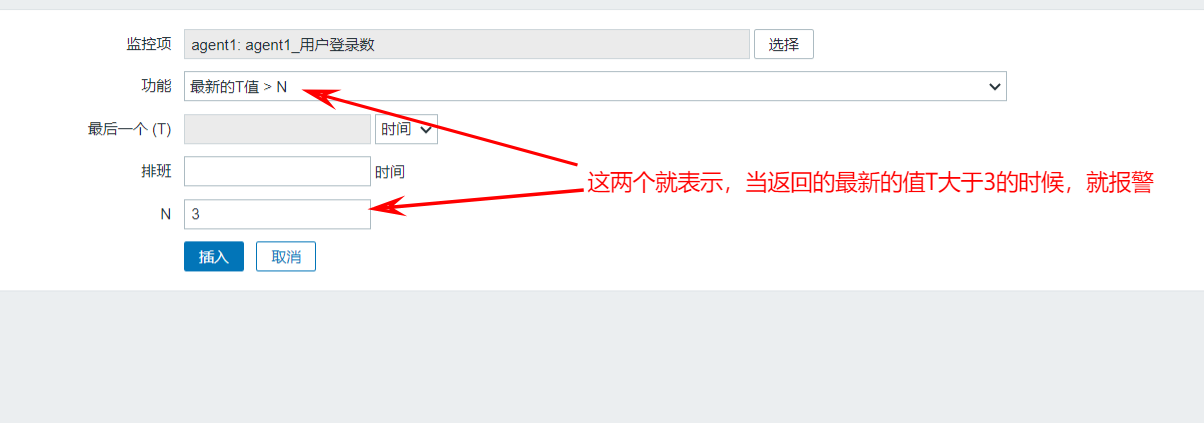 监控项 agent1: agent1_用户登录数 选择
功能 最新的T值 > N
最后一个 (T) 时间
排班 时间
这两个就表示，当返回的最新的值T大于3的时候，就报警
N 3
插入 取消